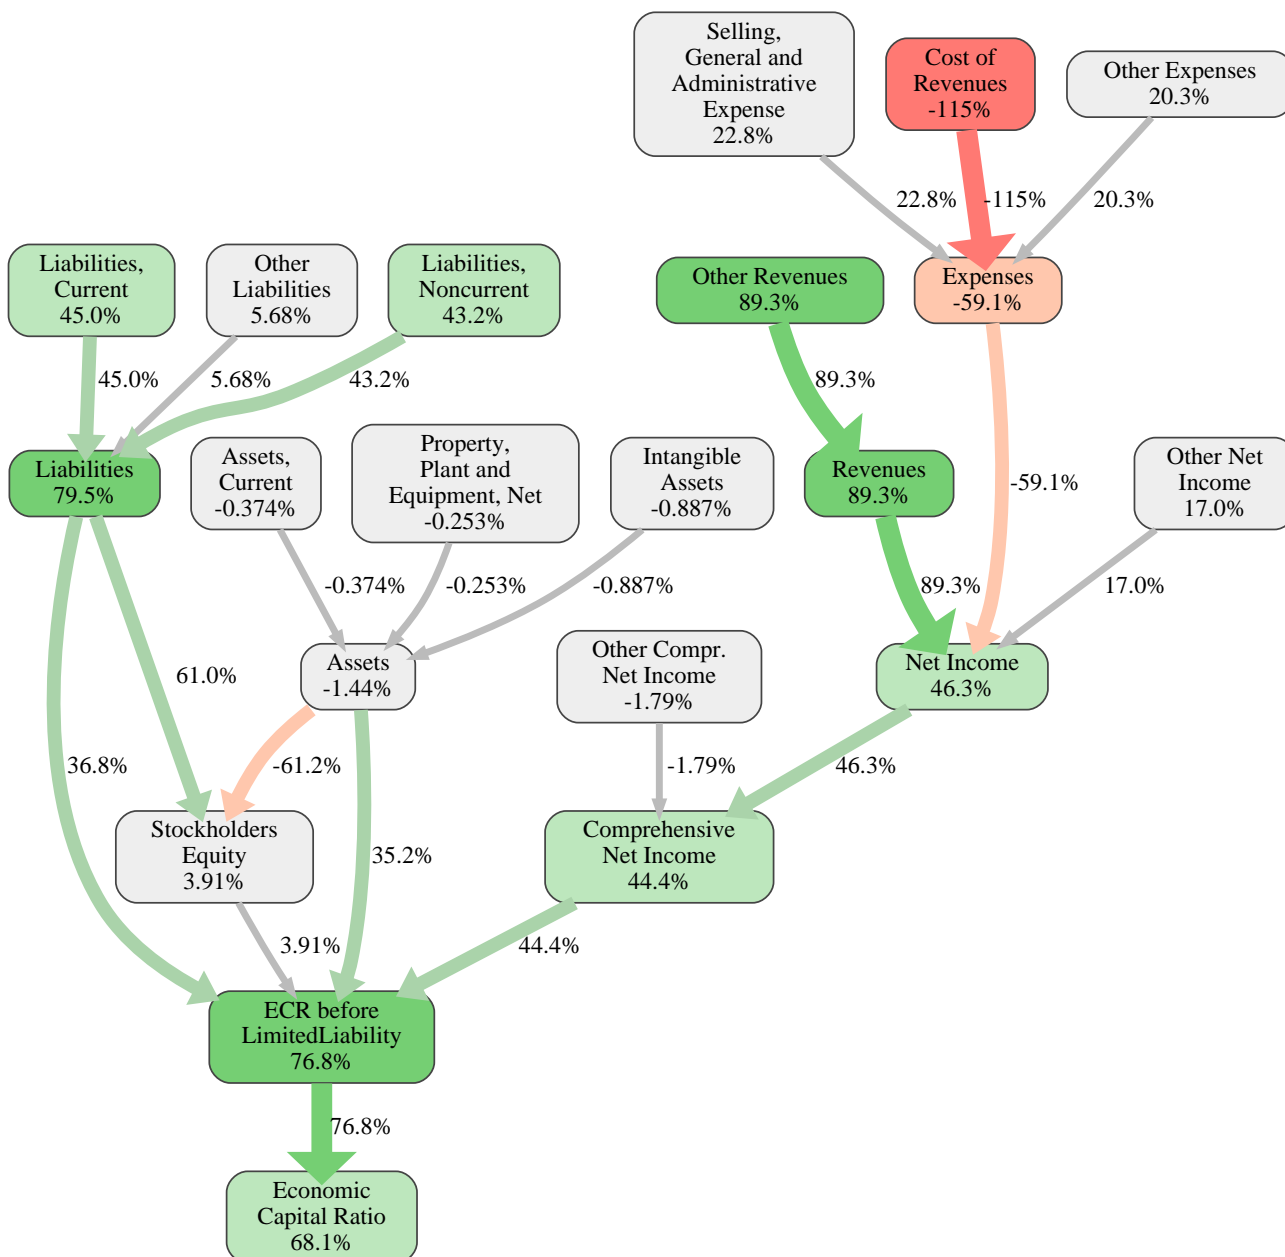 Selling,
General and
Administrative
Expense
22.8%
Cost of
Revenues
-115%
Other Expenses
20.3%
22.8%
-115%
20.3%
Liabilities,
Current
45.0%
Other
Liabilities
5.68%
Liabilities,
Noncurrent
43.2%
Other Revenues
89.3%
Expenses
-59.1%
45.0%
5.68%
43.2%
89.3%
-59.1%
Liabilities
79.5%
Assets,
Current
-0.374%
Property,
Plant and
Equipment, Net
-0.253%
Intangible
Assets
-0.887%
Revenues
89.3%
Other Net
Income
17.0%
-0.374%
-0.253%
-0.887%
89.3%
17.0%
61.0%
Assets
-1.44%
Other Compr.
Net Income
-1.79%
Net Income
46.3%
36.8%
-61.2%
35.2%
-1.79%
46.3%
Stockholders
Equity
3.91%
Comprehensive
Net Income
44.4%
3.91%
44.4%
ECR before
LimitedLiability
76.8%
76.8%
Economic
Capital Ratio
68.1%